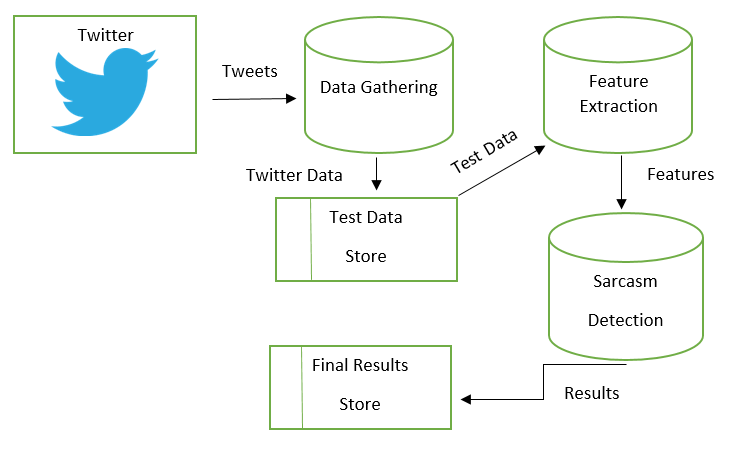 Twitter
Tweets
Data Gathering
Feature
Extraction
Twitter Data
Test Data
Features
Test Data
Store
Sarcasm
Detection
Final Results
Store
Results